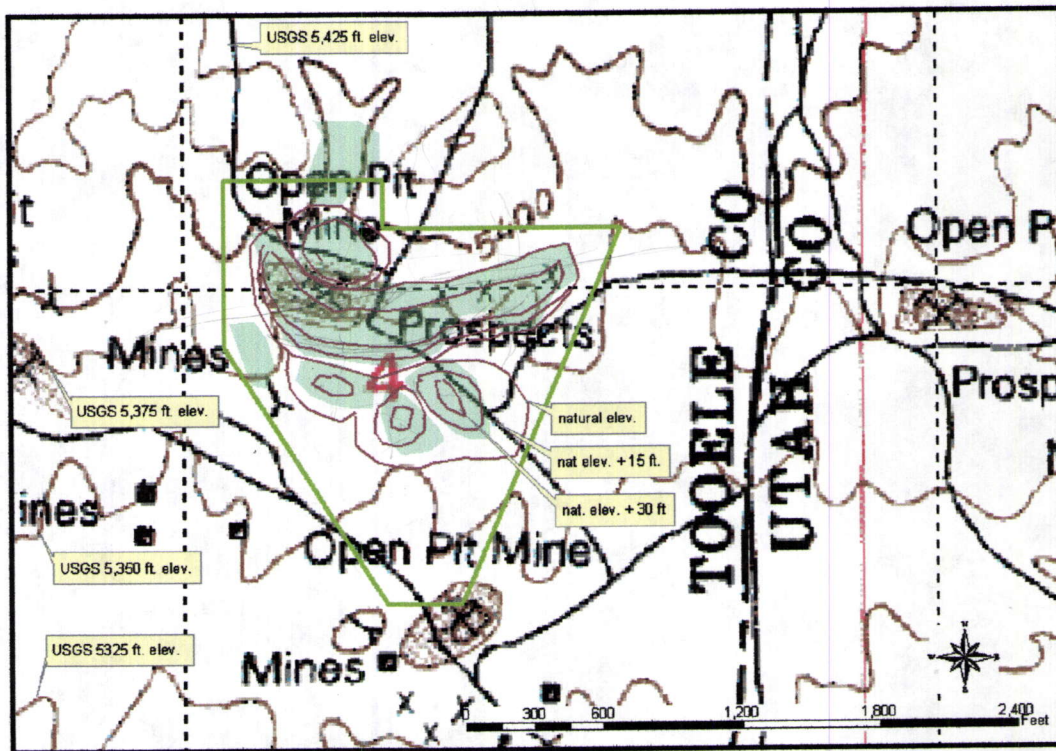 USGS 5,425 ft. elev.
Open Pit
Mine
t
5400
TOOELE CO
UTAH CO
Open P
Prospects
Mines
4
USGS 5,375 ft. elev.
natural elev.
Prosp
nat elev. +15 ft.
nat. elev. +30 ft
ines
Open Pit Mine
USGS 5,350 ft. elev.
USGS 5325 ft. elev.
Mines
0 300 600 1,200 1,800 2,400
Feet